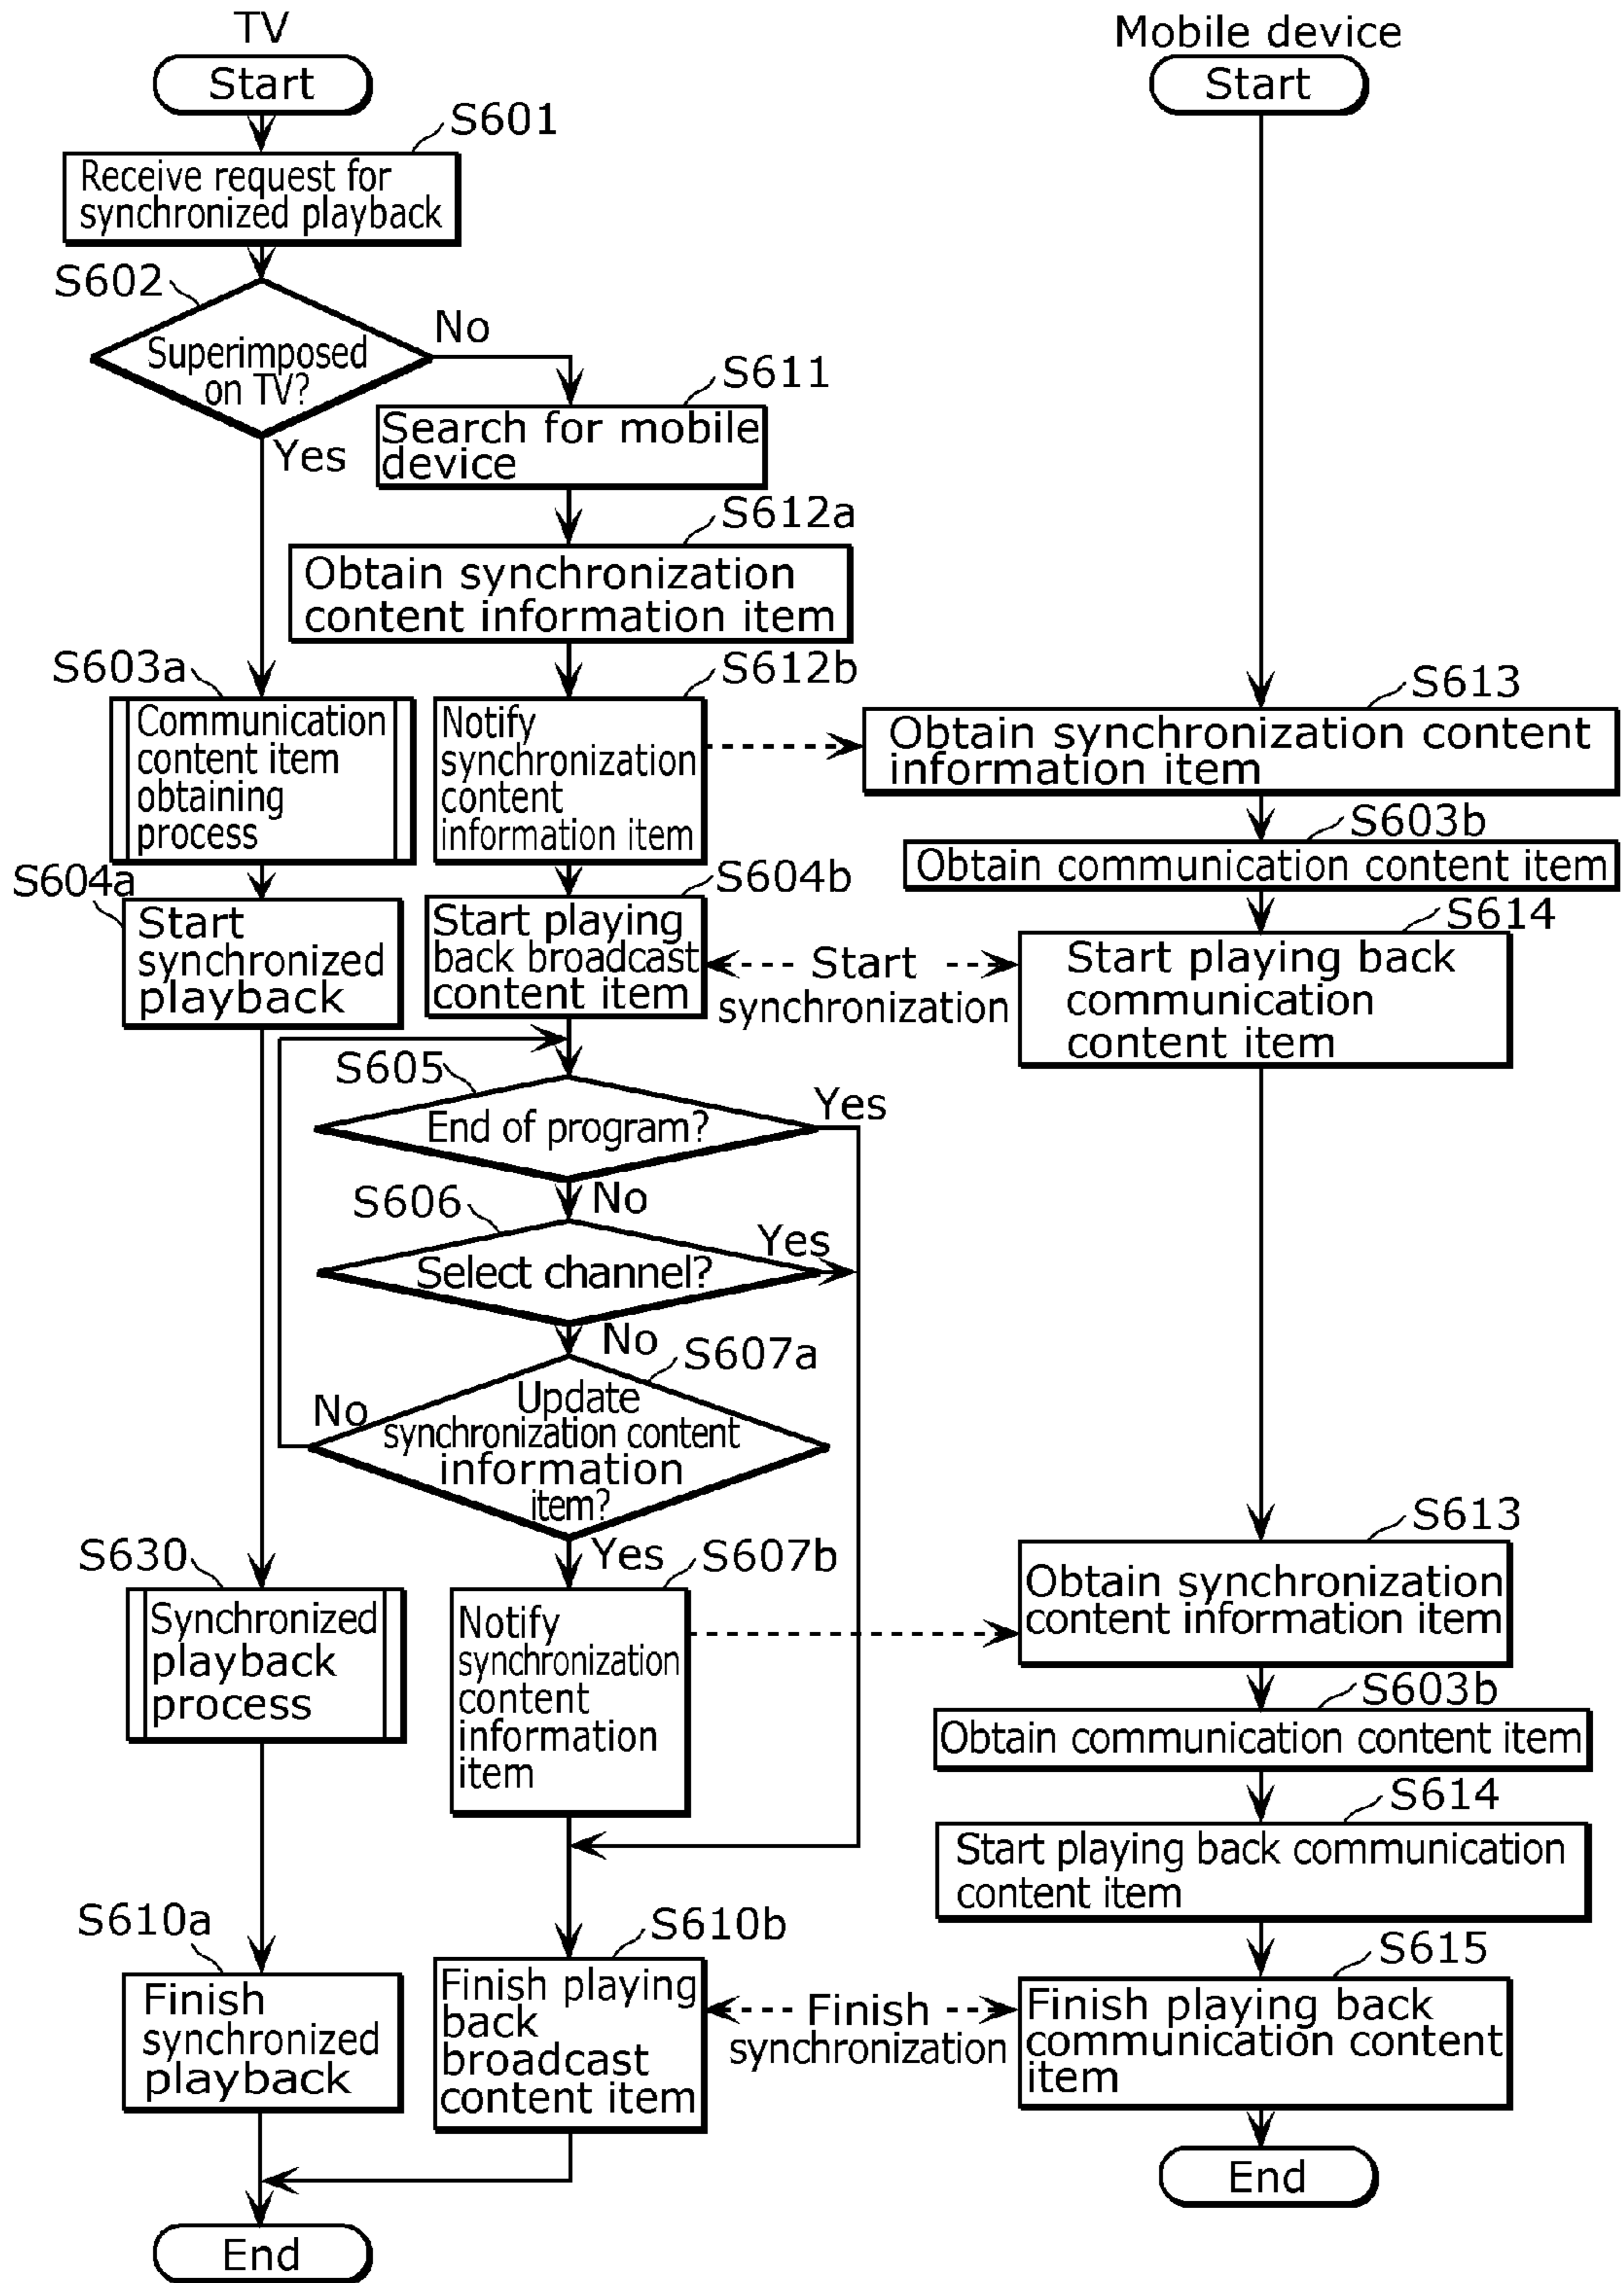 TV
Mobile device
Start
Start
S601
Receive request for
synchronized playback
S602
Superimposed
on TV?
No
Yes
S611
Search for mobile
device
S612a
Obtain synchronization
content information item
S603a
Communication
content item
obtaining
process
S612b
Notify
synchronization
content
information item
S613
Obtain synchronization content
information item
S603b
Obtain communication content item
S604a
Start
synchronized
playback
S604b
Start playing
back broadcast
content item
Start
synchronization
S614
Start playing back
communication
content item
S605
End of program?
Yes
No
S606
Select channel?
Yes
No
S607a
Update
synchronization content
information
item?
No
Yes
S630
Synchronized
playback
process
S607b
Notify
synchronization
content
information
item
S613
Obtain synchronization
content information item
S603b
Obtain communication content item
S614
Start playing back communication
content item
S610a
Finish
synchronized
playback
S610b
Finish playing
back
broadcast
content item
Finish
synchronization
S615
Finish playing back
communication content
item
End
End